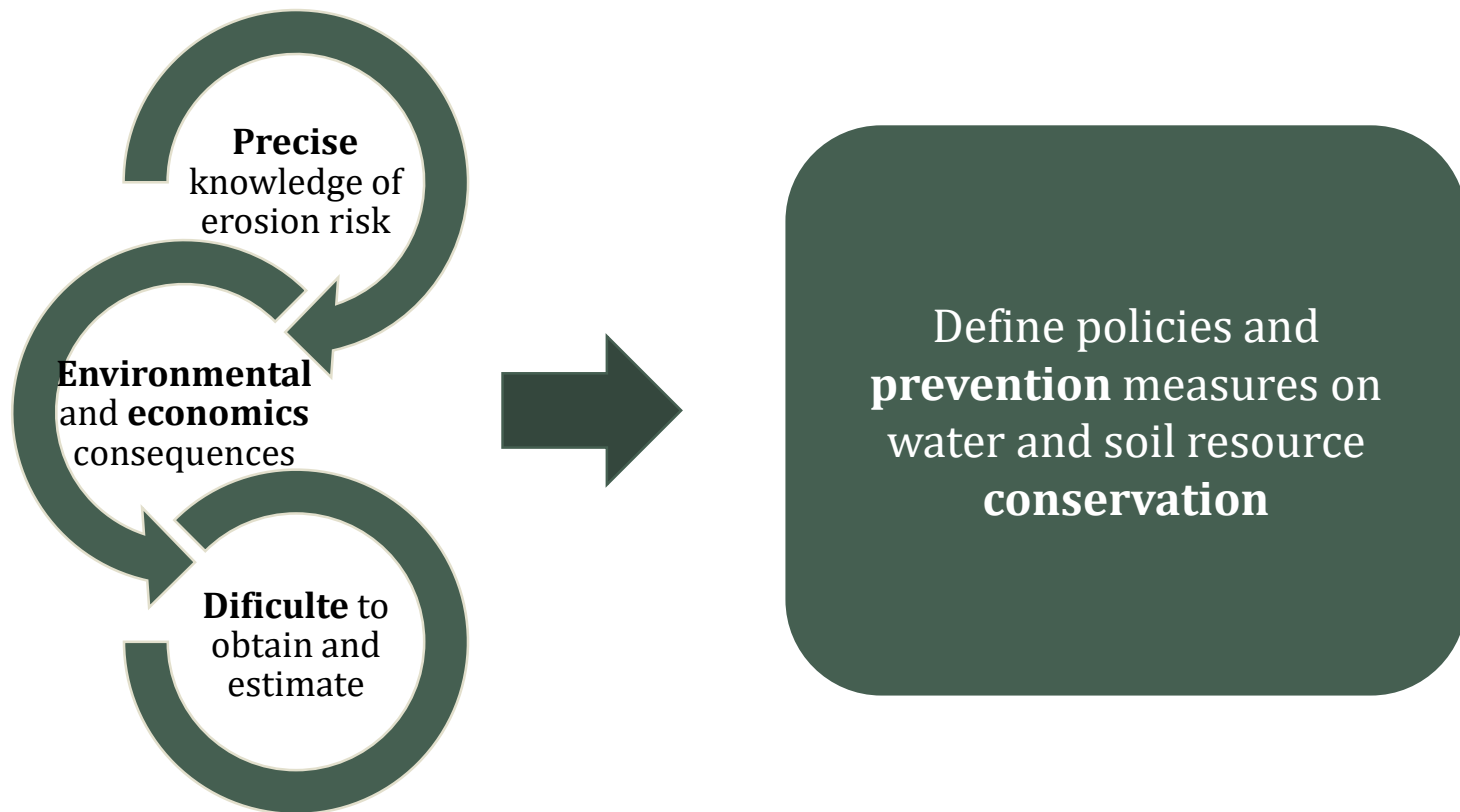 Precise
knowledge of
erosion risk
Environmental
and economics
consequences
Dificulte to
obtain and
estimate
Define policies and
prevention measures on
water and soil resource
conservation